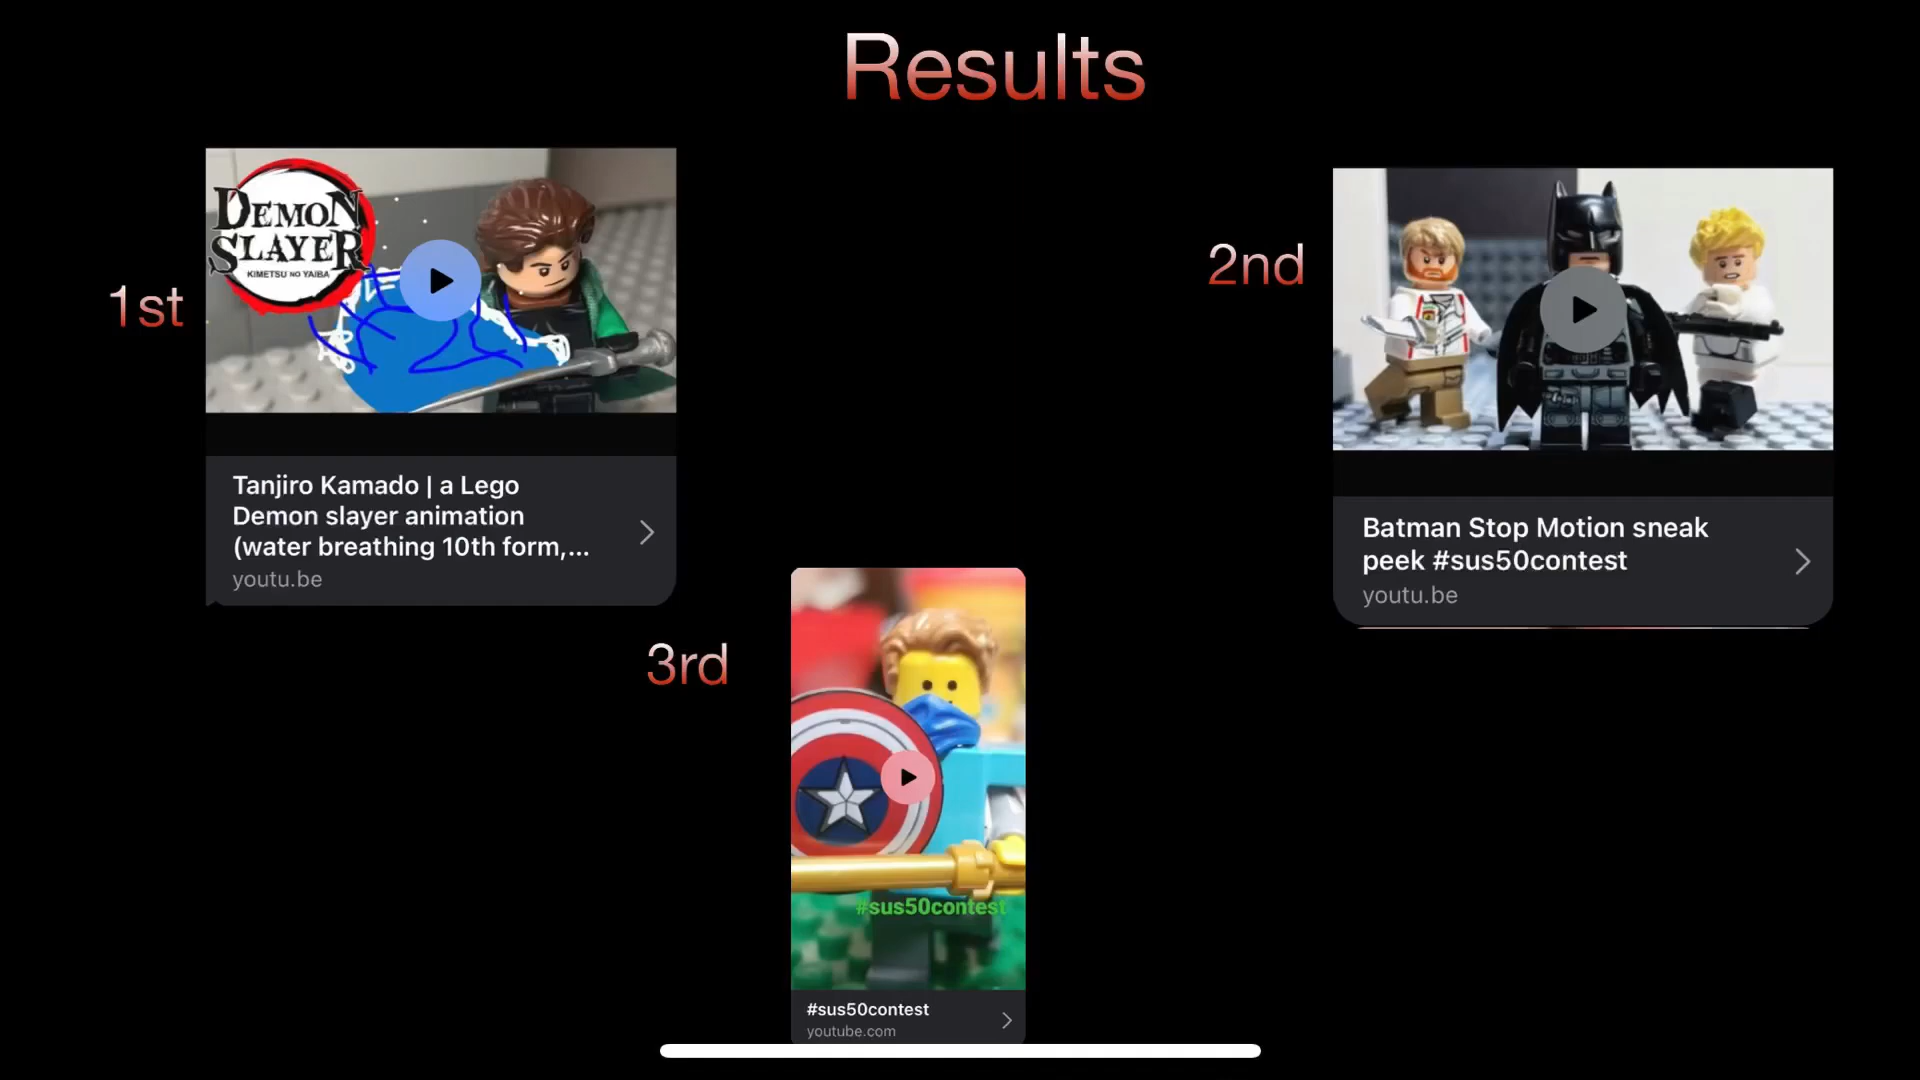 Results
1st
DEMON
SLAYER
KIMETSU NO YAIBA
Tanjiro Kamado | a Lego
Demon slayer animation
(water breathing 10th form,...
youtu.be
2nd
Batman Stop Motion sneak
peek #sus50contest
youtu.be
3rd
#sus50contest
#sus50contest
youtube.com